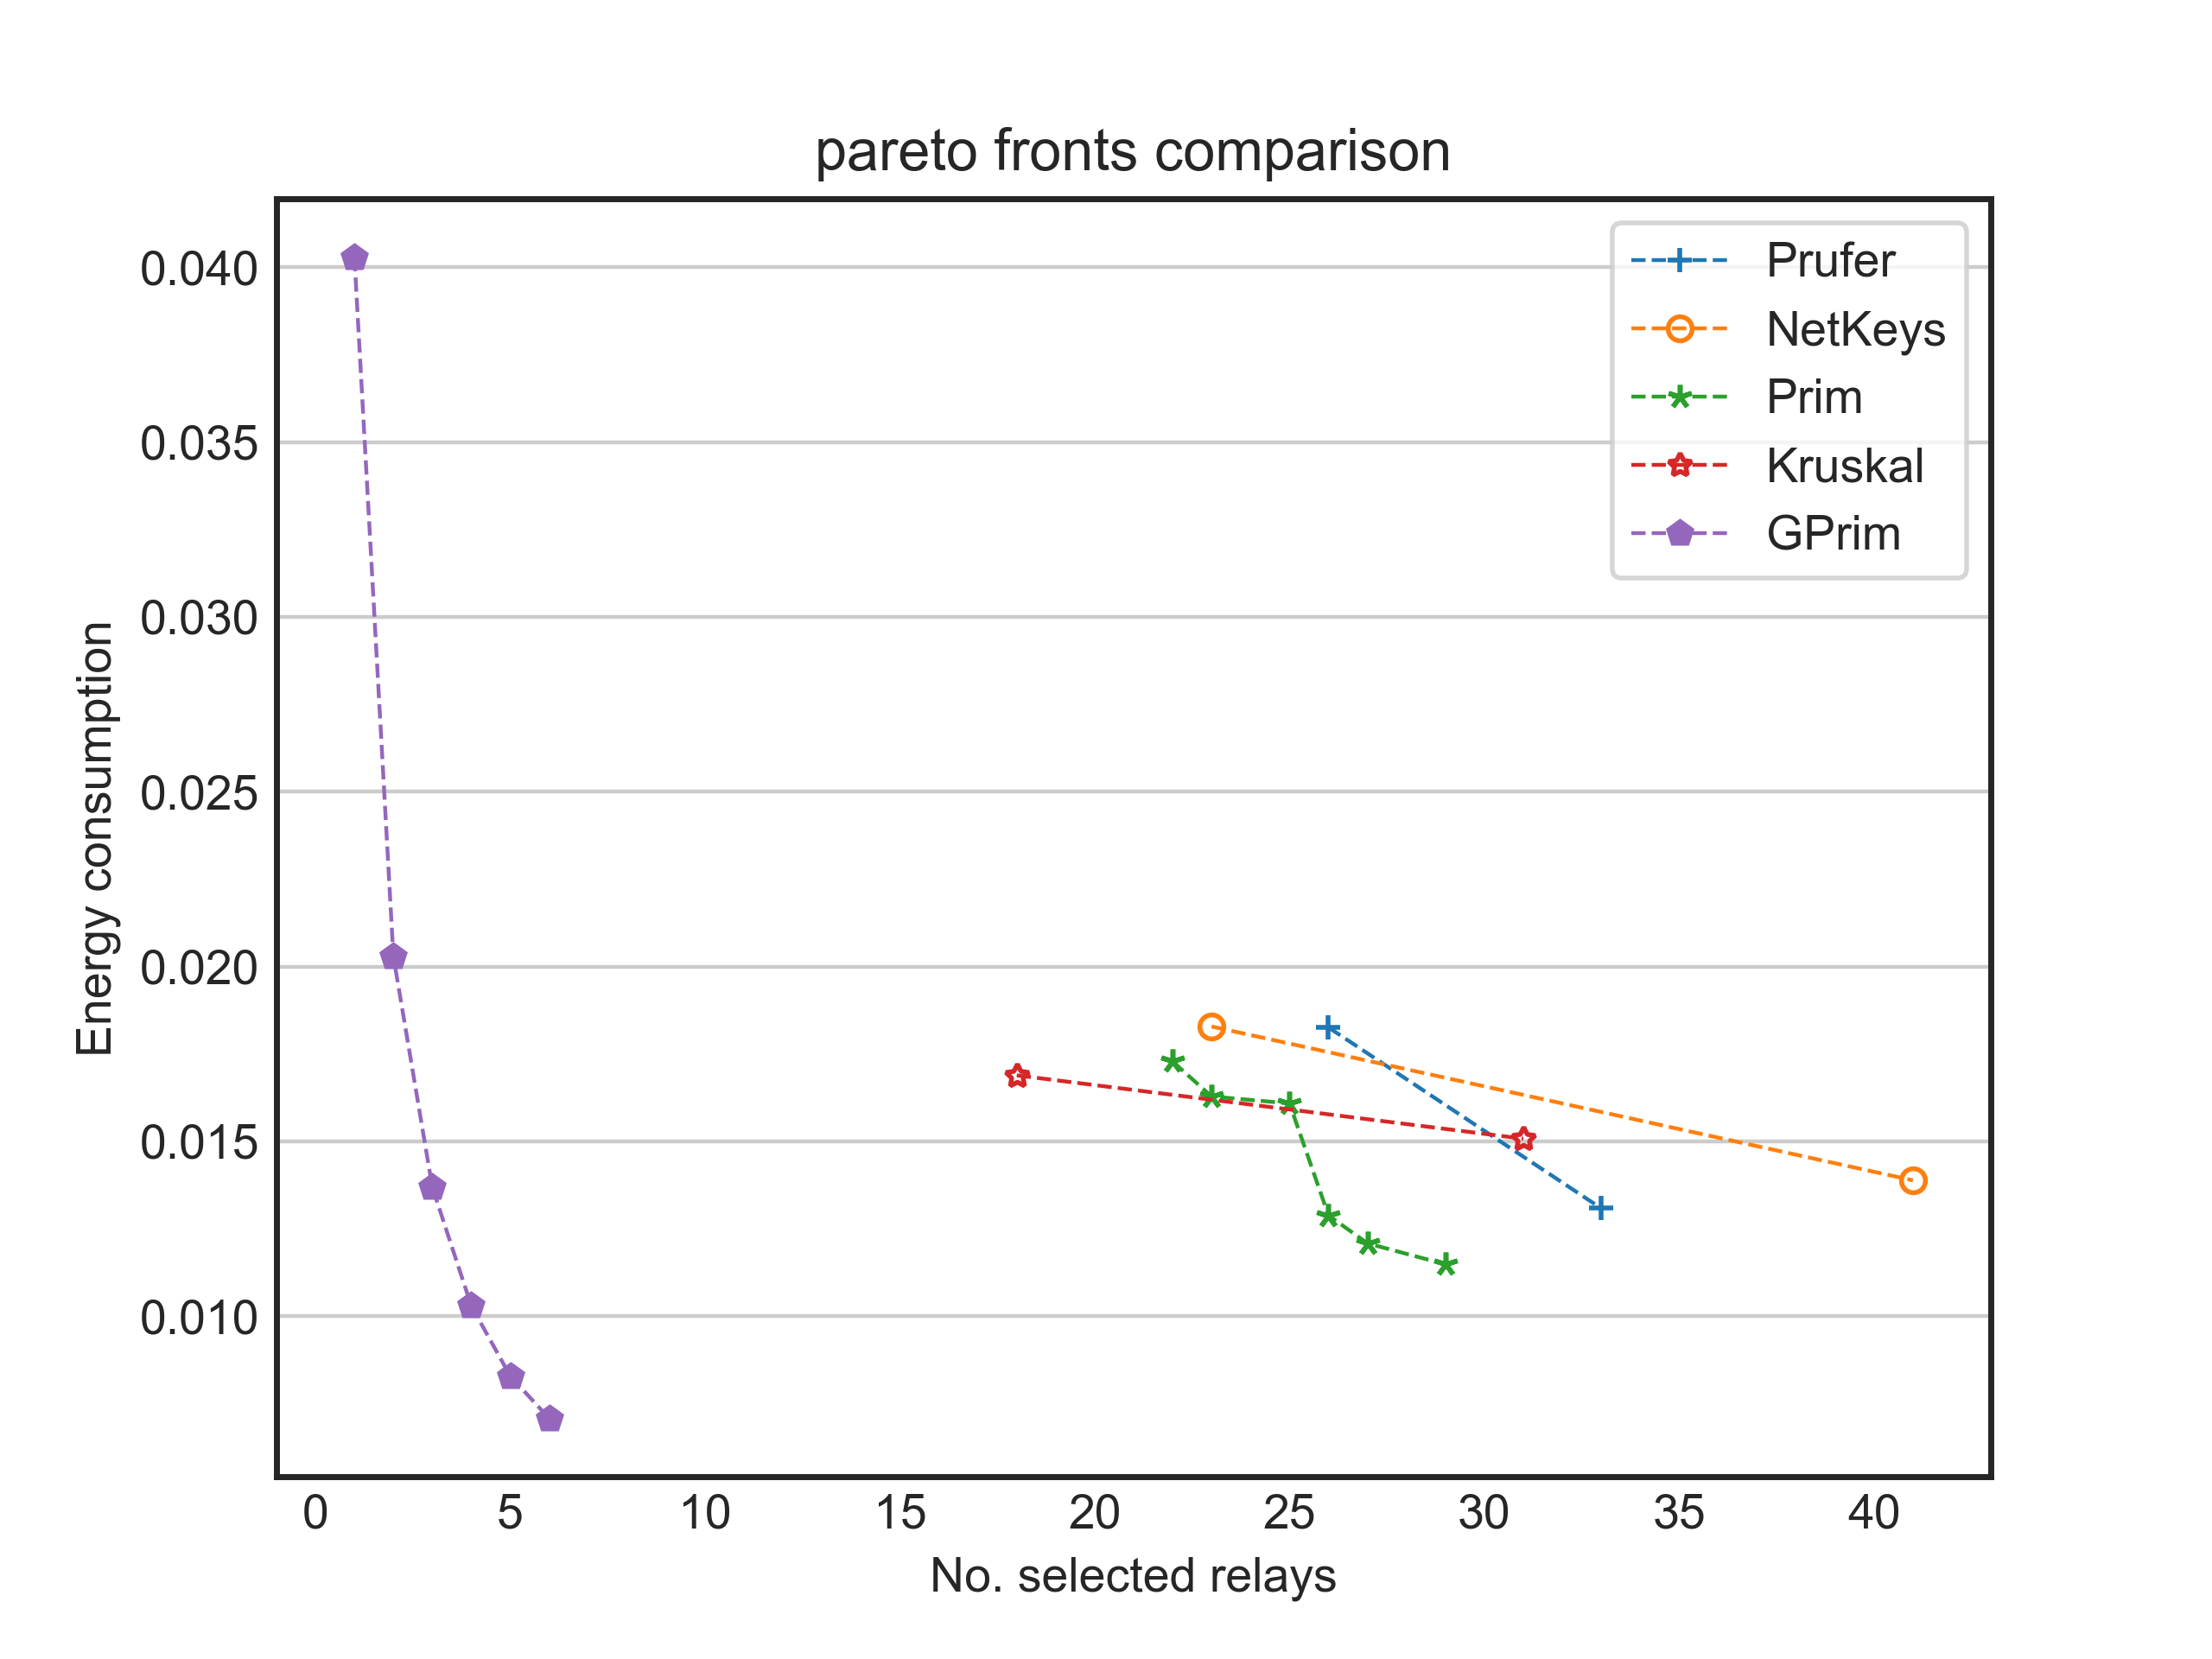 pareto fronts comparison
0.040
0.035
0.030
0.025
0.020
0.015
0.010
Energy consumption
Prufer
NetKeys
Prim
Kruskal
GPrim
0 5 10 15 20 25 30 35 40
No. selected relays